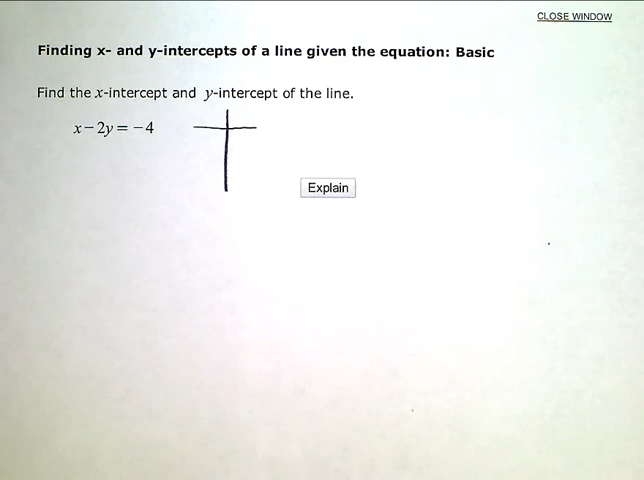 CLOSE WINDOW
Finding x- and y-intercepts of a line given the equation: Basic
Find the x-intercept and y-intercept of the line.
x − 2y = −4
Explain